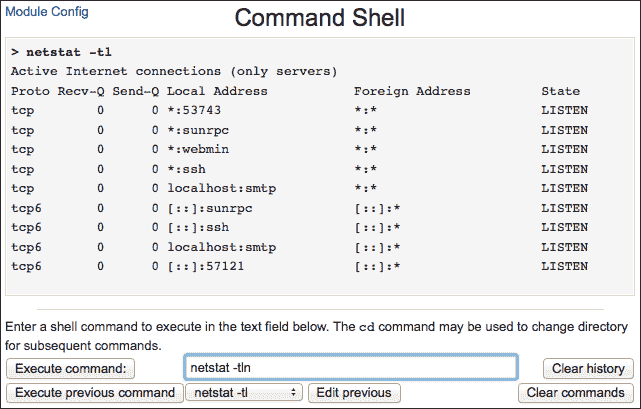 Module Config
Command Shell
> netstat -tl
Active Internet connections (only servers)
Proto Recv-Q Send-Q Local Address Foreign Address State
tcp 0 0 *:53743 *:* LISTEN
tcp 0 0 *:sunrpc *:* LISTEN
tcp 0 0 *:webmin *:* LISTEN
tcp 0 0 *:ssh *:* LISTEN
tcp 0 0 localhost:smtp *:* LISTEN
tcp6 0 0 [::]:sunrpc [::]:* LISTEN
tcp6 0 0 [::]:ssh [::]:* LISTEN
tcp6 0 0 localhost:smtp [::]:* LISTEN
tcp6 0 0 [::]:57121 [::]:* LISTEN
Enter a shell command to execute in the text field below. The cd command may be used to change directory
for subsequent commands.
Execute command: netstat -tln Clear history
Execute previous command netstat -tl Edit previous Clear commands